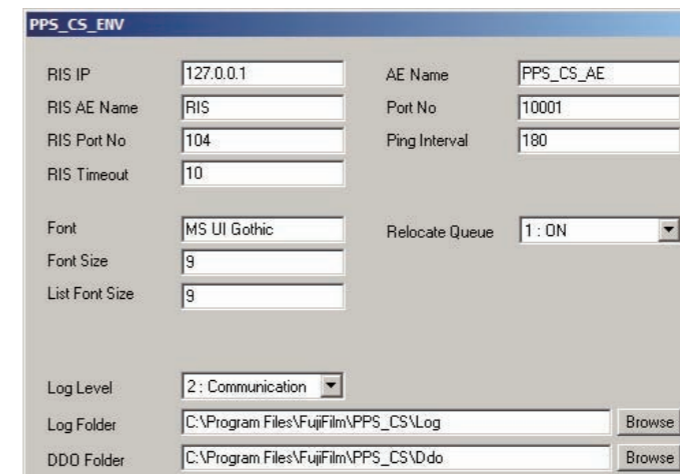 PPS_CS_ENV
RIS IP 127.0.0.1 AE Name PPS_CS_AE
RIS AE Name RIS Port No 10001
RIS Port No 104 Ping Interval 180
RIS Timeout 10
Font MS UI Gothic Relocate Queue 1 : ON
Font Size 9
List Font Size 9
Log Level 2 : Communication
Log Folder C:\Program Files\FujiFilm\PPS_CS\Log Browse
DDO Folder C:\Program Files\FujiFilm\PPS_CS\Ddo Browse